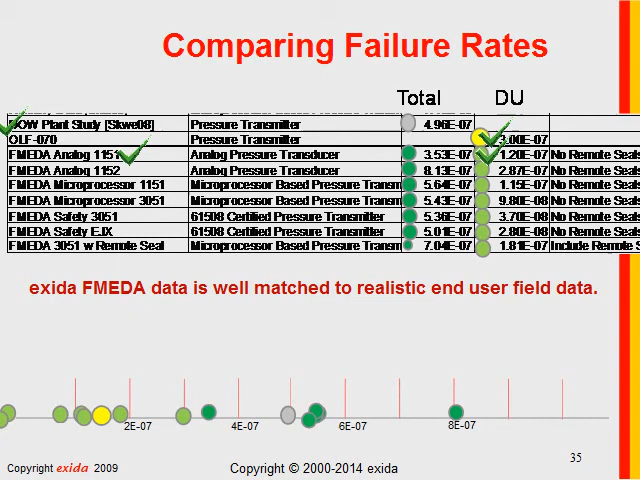 Comparing Failure Rates
Total DU
DOW Plant Study [Skwe08] Pressure Transmitter 4.96E-07
OLF-070 Pressure Transmitter 3.00E-07
FMEDA Analog 1151 Analog Pressure Transducer 3.53E-07 1.20E-07 No Remote Seals
FMEDA Analog 1152 Analog Pressure Transducer 8.13E-07 2.87E-07 No Remote Seals
FMEDA Microprocessor 1151 Microprocessor Based Pressure Transm 5.64E-07 1.15E-07 No Remote Seals
FMEDA Microprocessor 3051 Microprocessor Based Pressure Transm 5.43E-07 9.80E-08 No Remote Seals
FMEDA Safety 3051 61508 Certified Pressure Transmitter 5.36E-07 3.70E-08 No Remote Seals
FMEDA Safety EJX 61508 Certified Pressure Transmitter 5.01E-07 2.80E-08 No Remote Seals
FMEDA 3051 w Remote Seal Microprocessor Based Pressure Transm 7.04E-07 1.81E-07 Include Remote S
exida FMEDA data is well matched to realistic end user field data.
2E-07 4E-07 6E-07 8E-07
35
Copyright exida 2009 Copyright © 2000-2014 exida